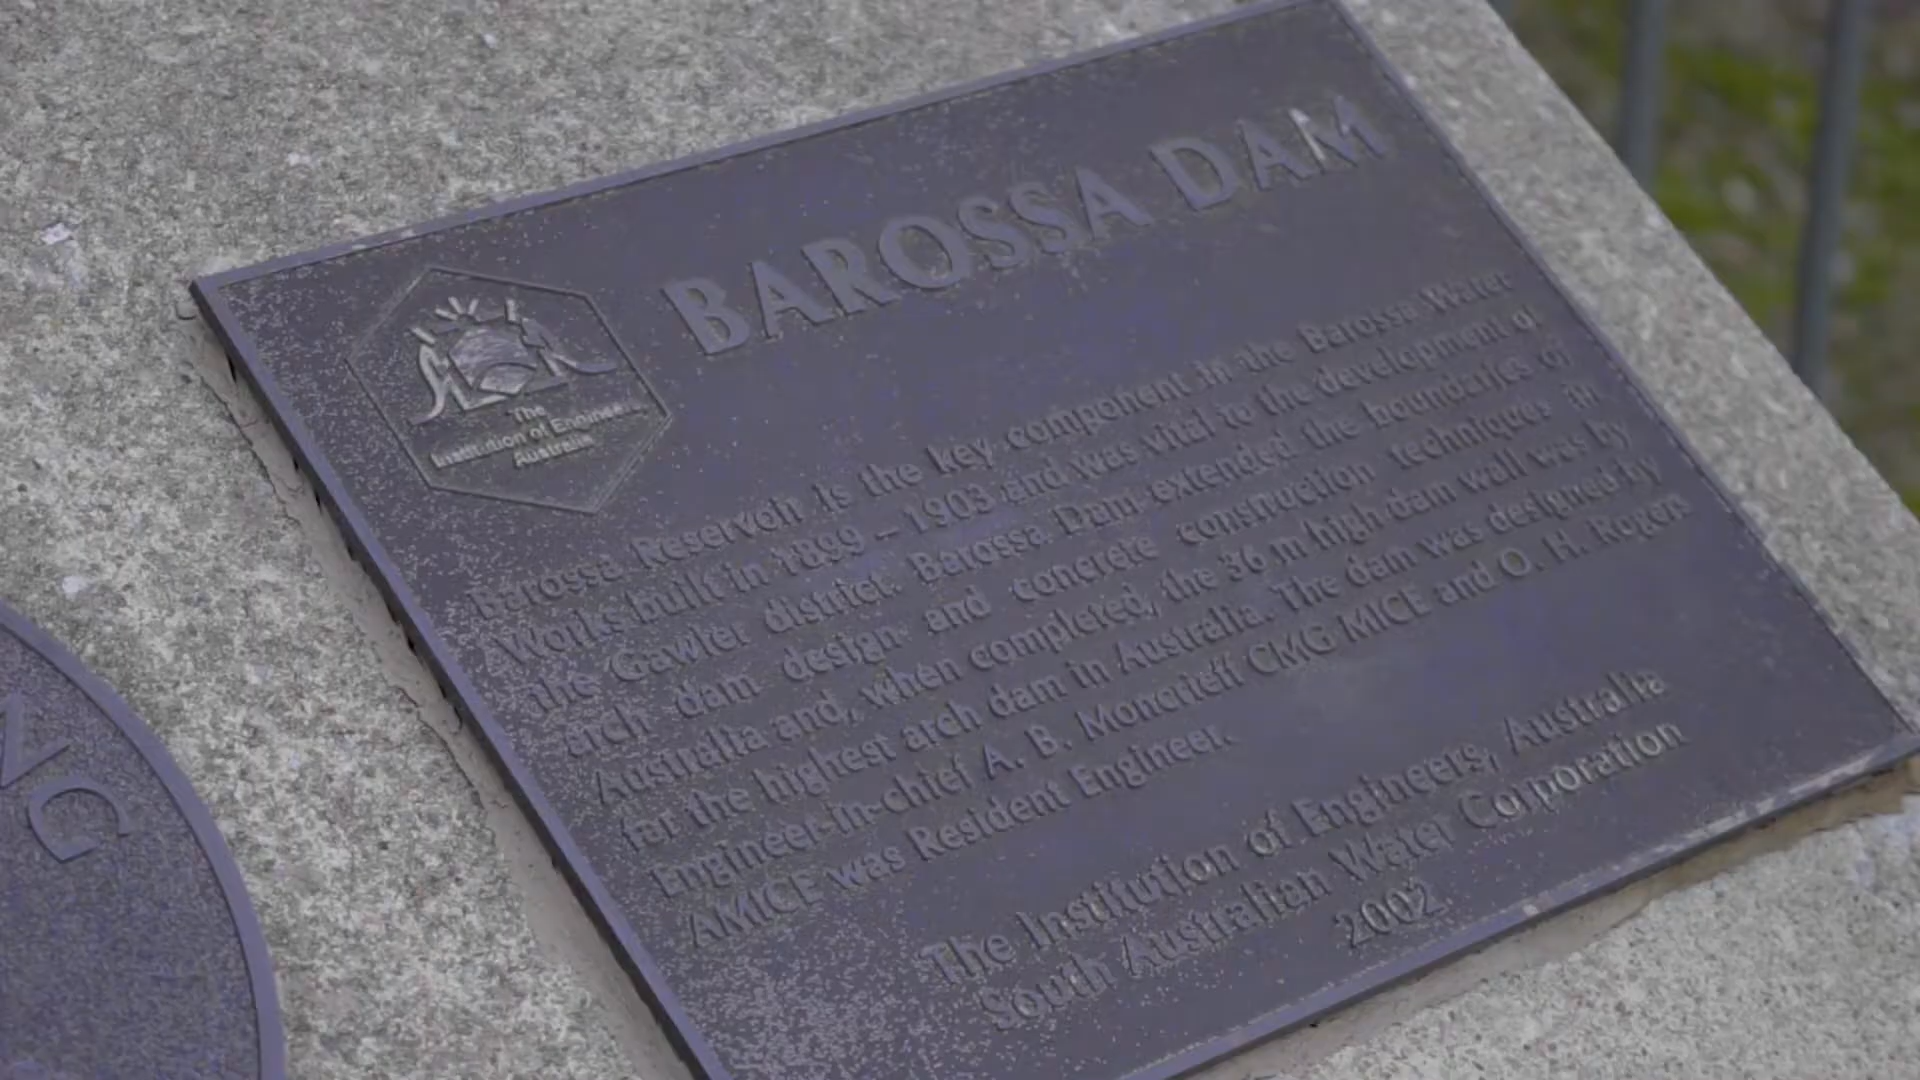 BAROSSA DAM
The
Institution of Engineers
Australia
Barossa Reservoir is the key component in the Barossa Water
Works built in 1899 – 1903 and was vital to the development of
the Gawler district. Barossa Dam extended the boundaries of
arch dam design and concrete construction techniques in
Australia and, when completed, the 36 m high dam wall was by
far the highest arch dam in Australia. The dam was designed by
Engineer-in-chief A. B. Moncrieff CMG MICE and O. H. Rogers
AMICE was Resident Engineer.
The Institution of Engineers, Australia
South Australian Water Corporation
2002
NG